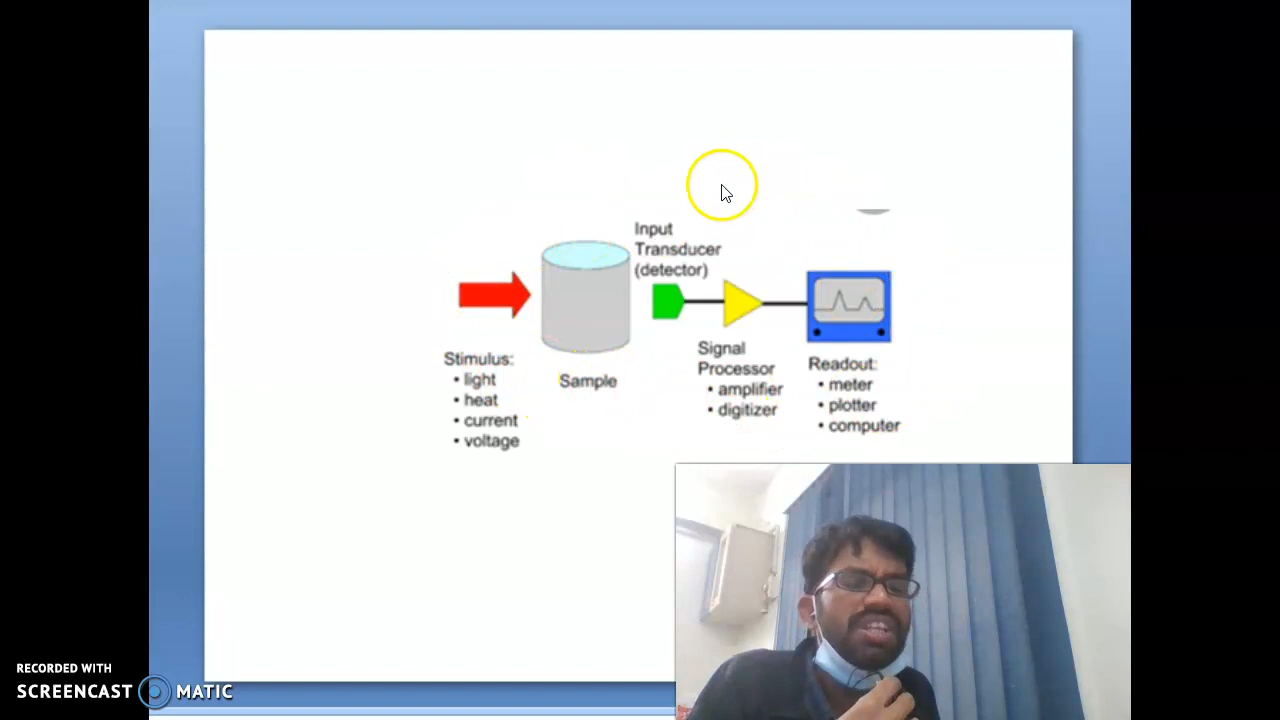 Input
Transducer
(detector)
Stimulus:
• light
• heat
• current
• voltage
Sample
Signal
Processor
• amplifier
• digitizer
Readout:
• meter
• plotter
• computer
RECORDED WITH
SCREENCAST MATIC